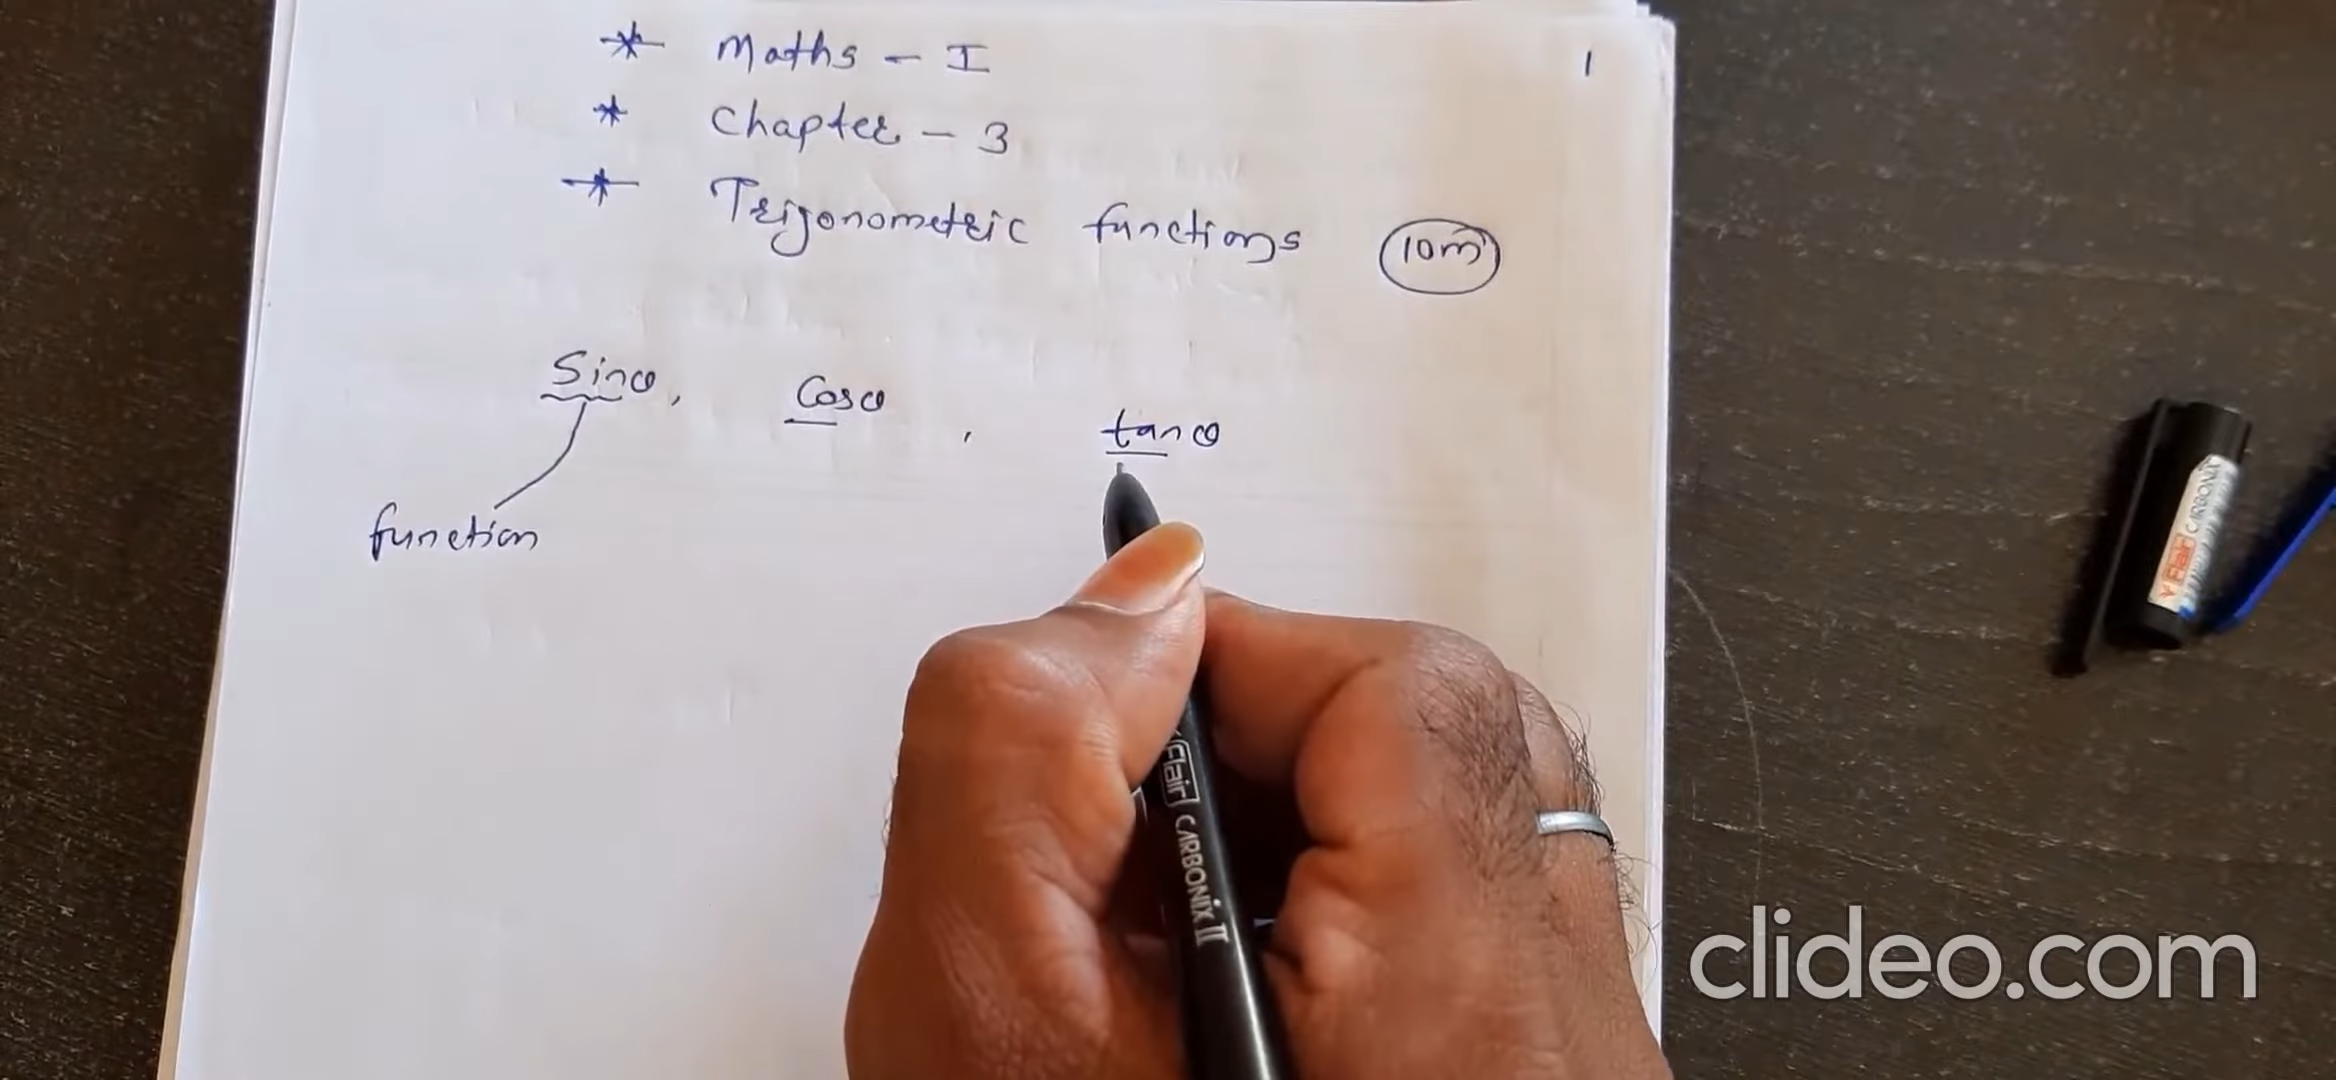 * Maths - I
1
* Chapter - 3
* Trigonometric functions
10m
Sinθ, Cosθ, tanθ
function
Flair CARBONIX
Flair CARBONIX II
clideo.com